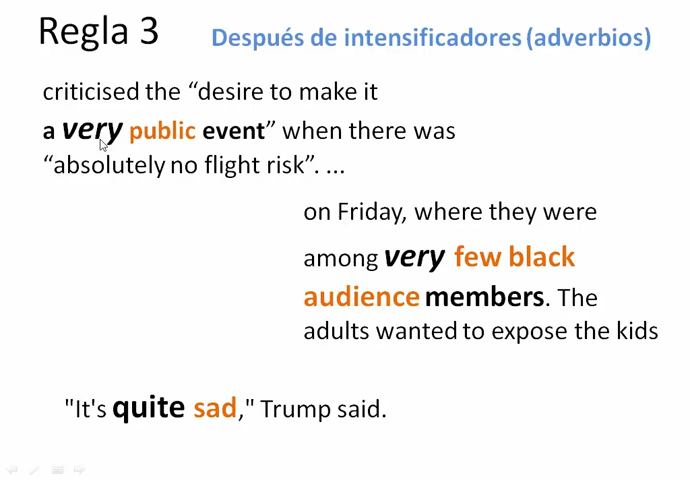 Regla 3
Después de intensificadores (adverbios)
criticised the “desire to make it
a very public event” when there was
“absolutely no flight risk”. ...
on Friday, where they were
among very few black
audience members. The
adults wanted to expose the kids
"It's quite sad," Trump said.